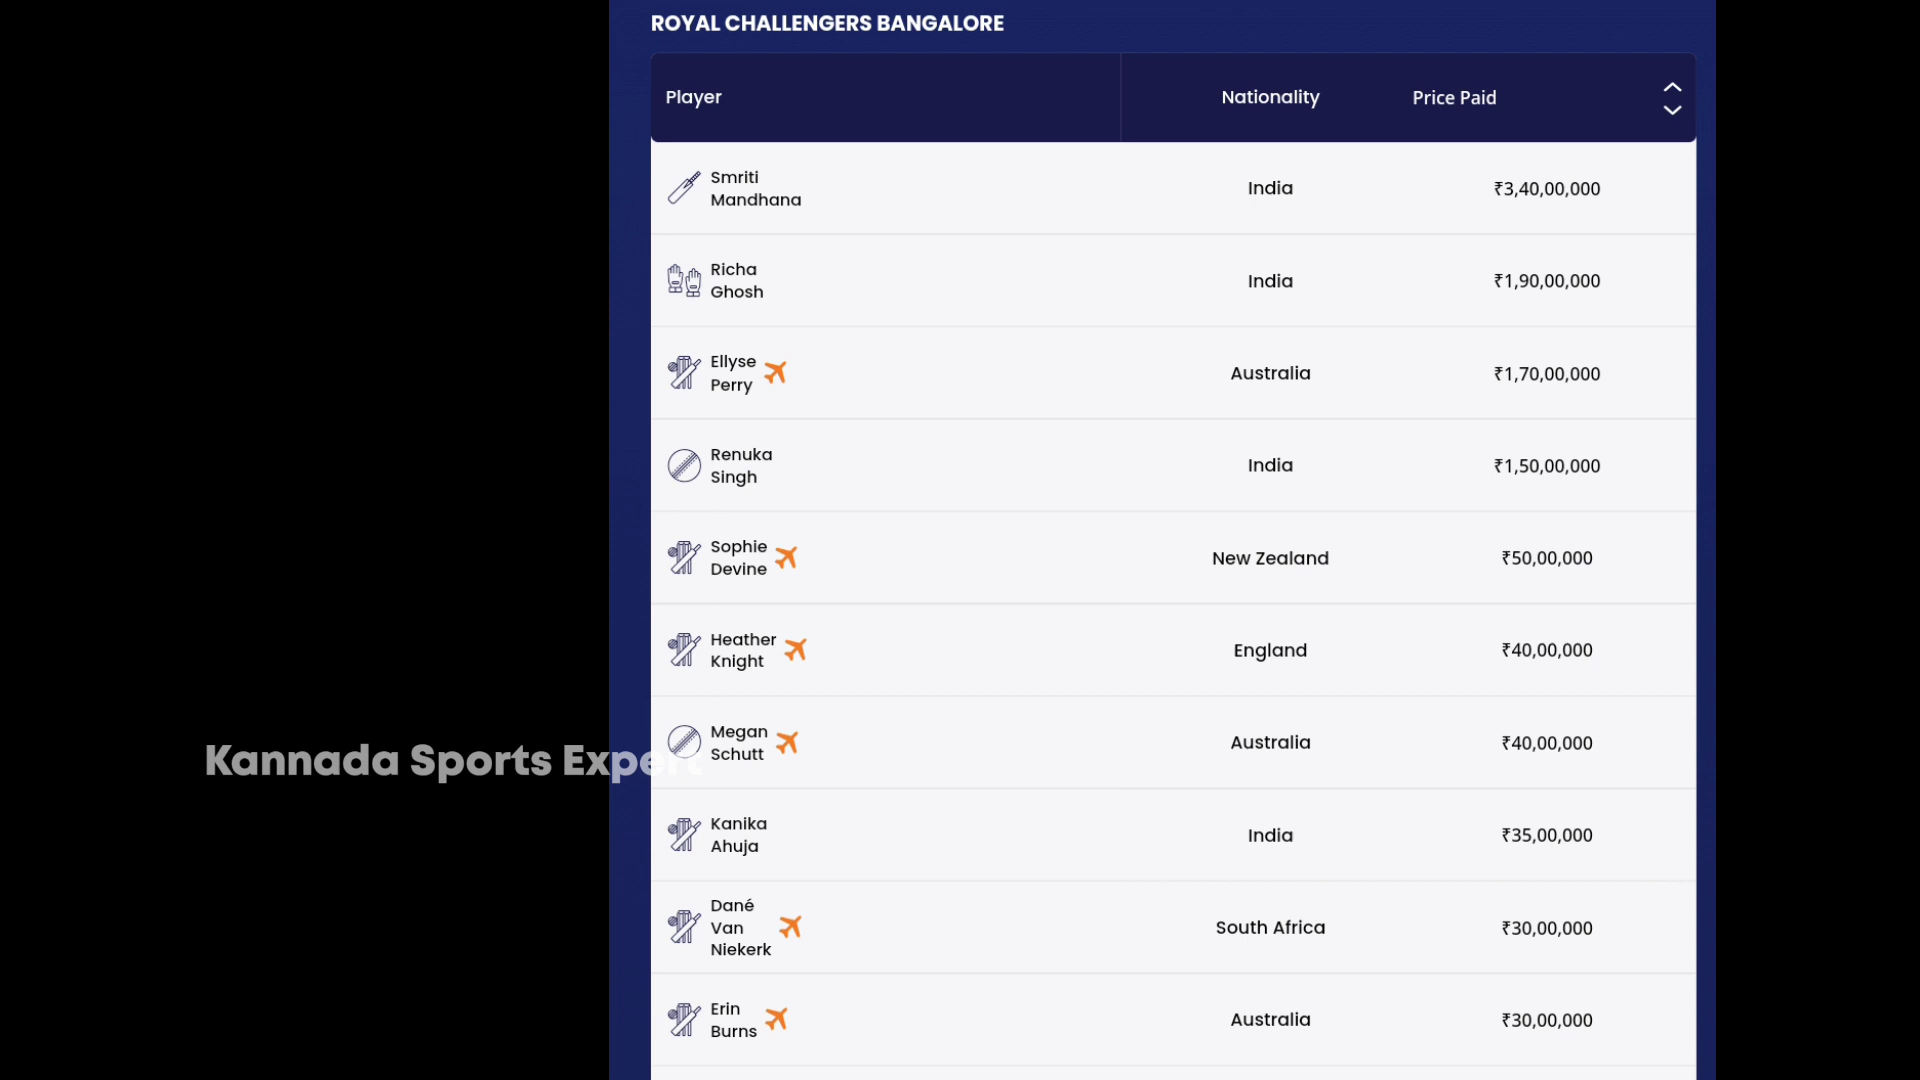 ROYAL CHALLENGERS BANGALORE
Player Nationality Price Paid
Smriti
Mandhana India ₹3,40,00,000
Richa
Ghosh India ₹1,90,00,000
Ellyse
Perry Australia ₹1,70,00,000
Renuka
Singh India ₹1,50,00,000
Sophie
Devine New Zealand ₹50,00,000
Heather
Knight England ₹40,00,000
Megan
Schutt Australia ₹40,00,000
Kannada Sports Expert
Kanika
Ahuja India ₹35,00,000
Dané
Van
Niekerk South Africa ₹30,00,000
Erin
Burns Australia ₹30,00,000